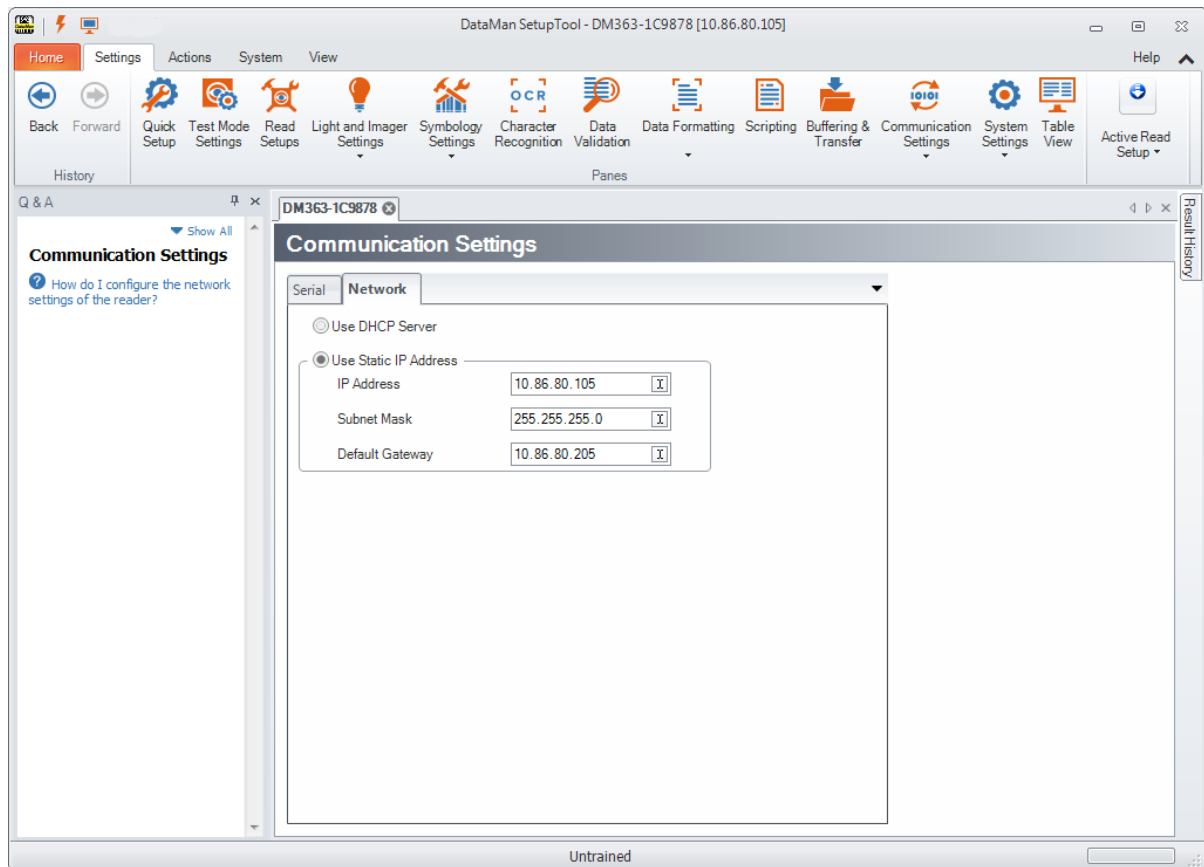 DataMan
DataMan SetupTool - DM363-1C9878 [10.86.80.105]
Home Settings Actions System View Help
Back Forward Quick Setup Test Mode Settings Read Setups Light and Imager Settings Symbology Settings OCR Character Recognition Data Validation Data Formatting Scripting Buffering & Transfer 10101 Communication Settings System Settings Table View Active Read Setup
History Panes
Q & A
Show All
Communication Settings
How do I configure the network
settings of the reader?
DM363-1C9878
Communication Settings
Serial Network
Use DHCP Server
Use Static IP Address
IP Address 10.86.80.105
Subnet Mask 255.255.255.0
Default Gateway 10.86.80.205
Result History
Untrained